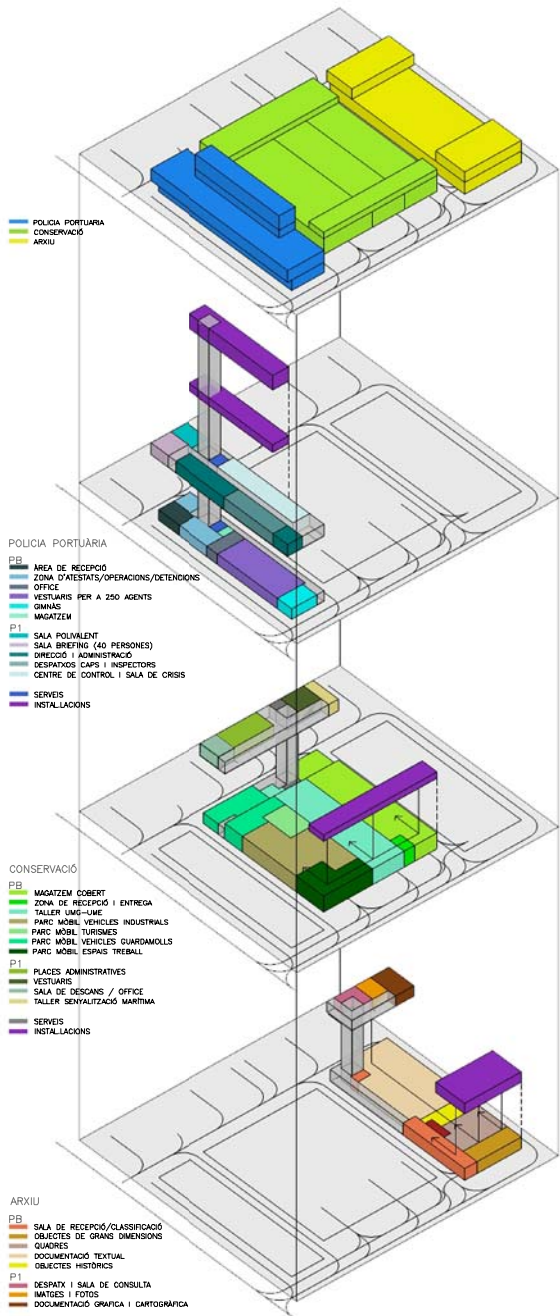 POLICIA PORTUARIA
CONSERVACIÓ
ARXIU
POLICIA PORTUÀRIA
PB
ÀREA DE RECEPCIÓ
ZONA D'ATESTATS/OPERACIONS/DETENCIONS
OFFICE
VESTUARIS PER A 250 AGENTS
GIMNÀS
MAGATZEM
P1
SALA POLIVALENT
SALA BRIEFING (40 PERSONES)
DIRECCIÓ I ADMINISTRACIÓ
DESPATXOS CAPS I INSPECTORS
CENTRE DE CONTROL I SALA DE CRISIS
SERVEIS
INSTAL.LACIONS
CONSERVACIÓ
PB
MAGATZEM COBERT
ZONA DE RECEPCIÓ I ENTREGA
TALLER UMG-UME
PARC MÒBIL VEHICLES INDUSTRIALS
PARC MÒBIL TURISMES
PARC MÒBIL VEHICLES GUARDAMOLLS
PARC MÒBIL ESPAIS TREBALL
P1
PLACES ADMINISTRATIVES
VESTUARIS
SALA DE DESCANS / OFFICE
TALLER SENYALITZACIÓ MARÍTIMA
SERVEIS
INSTAL.LACIONS
ARXIU
PB
SALA DE RECEPCIÓ/CLASSIFICACIÓ
OBJECTES DE GRANS DIMENSIONS
QUADRES
DOCUMENTACIÓ TEXTUAL
OBJECTES HISTÒRICS
P1
DESPATX I SALA DE CONSULTA
IMATGES I FOTOS
DOCUMENTACIÓ GRAFICA I CARTOGRÀFICA